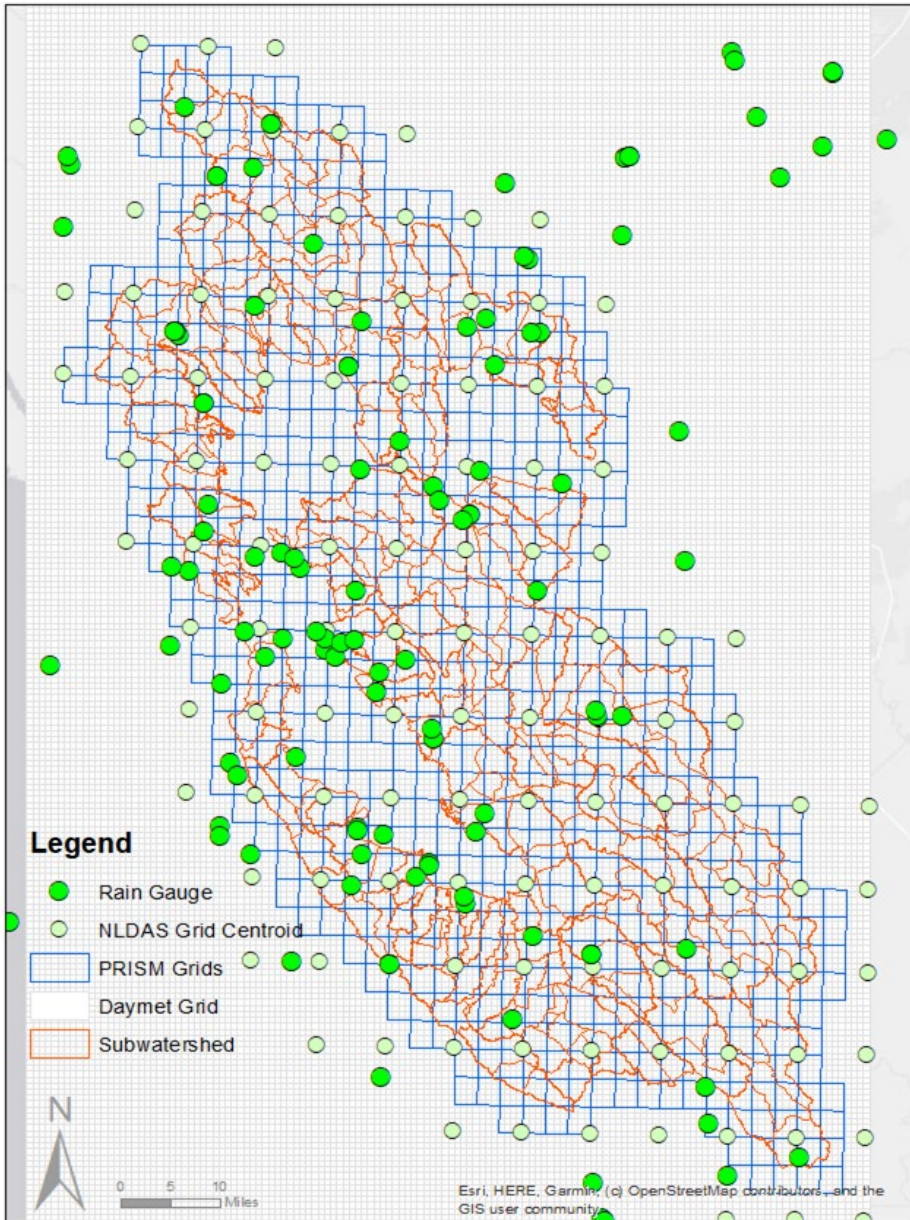 Legend
Rain Gauge
NLDAS Grid Centroid
PRISM Grids
Daymet Grid
Subwatershed
N
0 5 10
Miles
Esri, HERE, Garmin, (c) OpenStreetMap contributors, and the
GIS user community